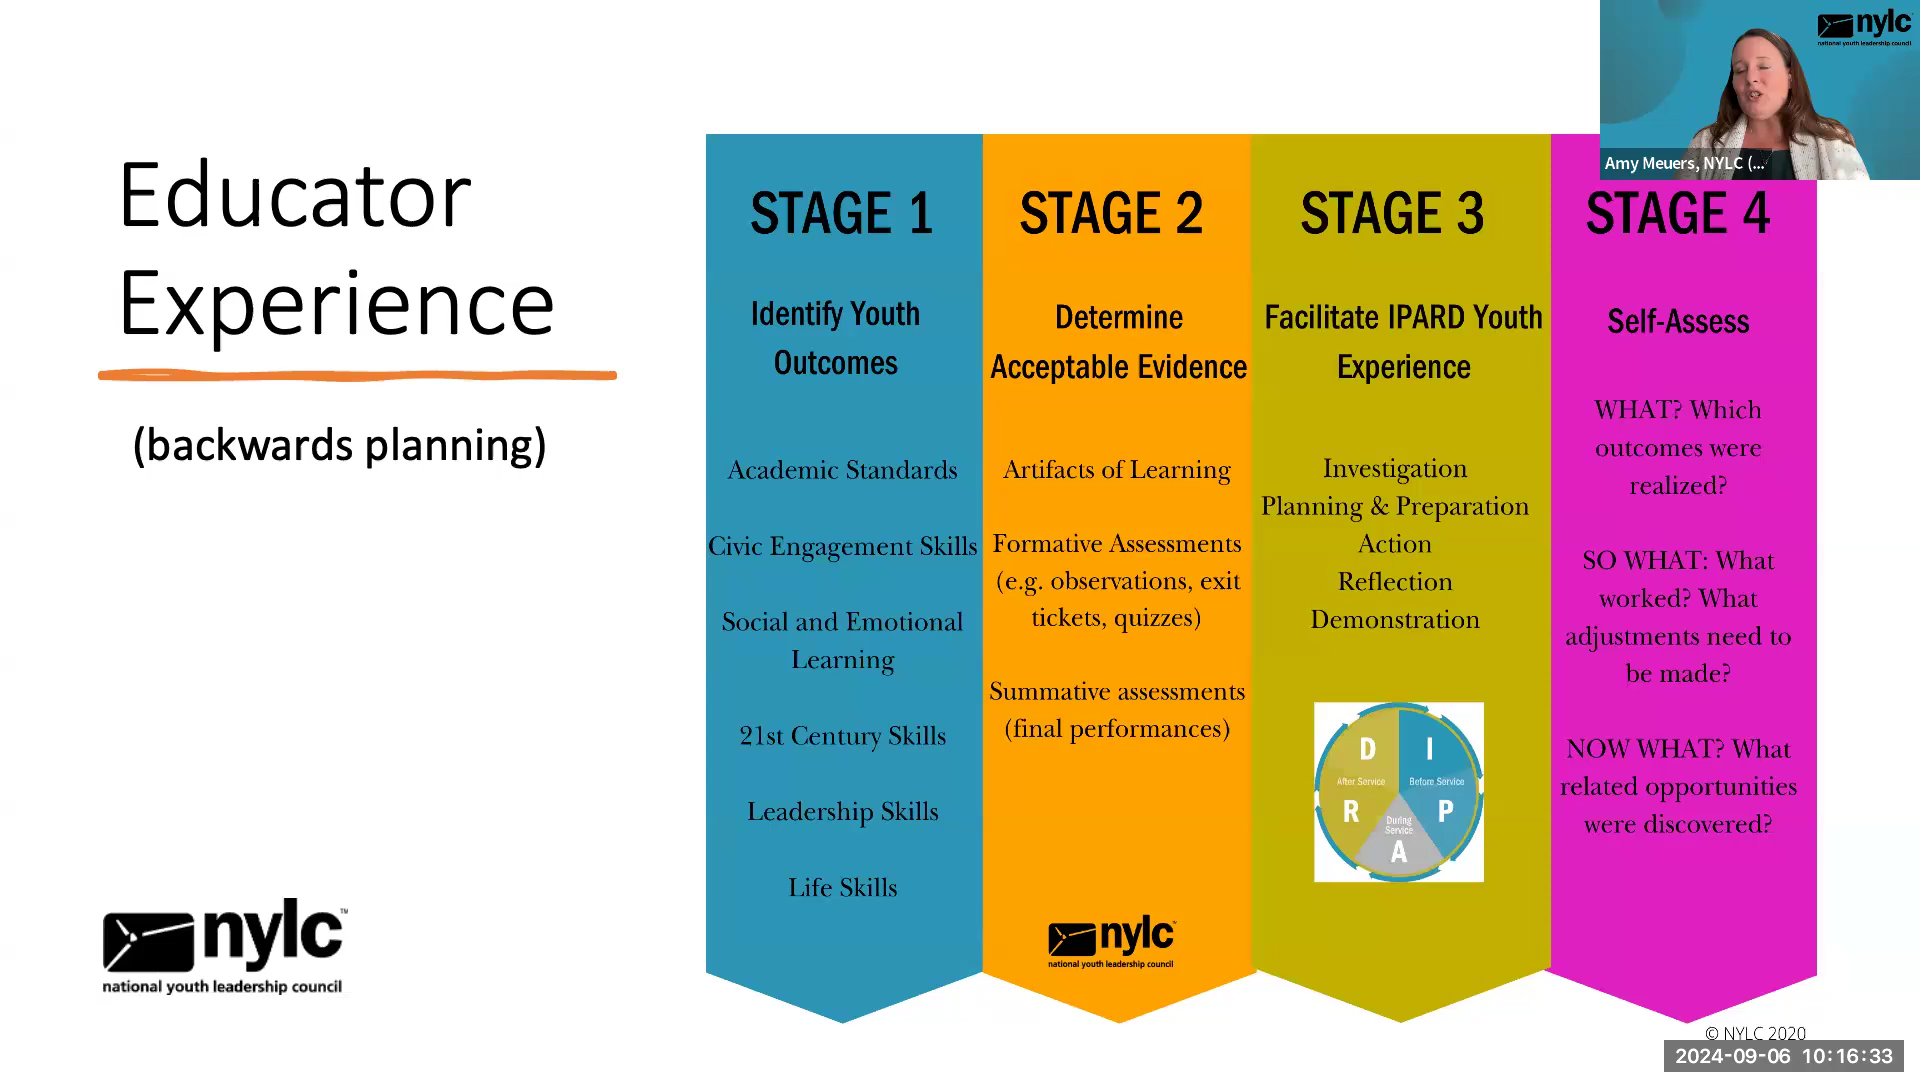 Educator
Experience
(backwards planning)
nylc™
national youth leadership council
STAGE 1
Identify Youth
Outcomes
Academic Standards
Civic Engagement Skills
Social and Emotional
Learning
21st Century Skills
Leadership Skills
Life Skills
STAGE 2
Determine
Acceptable Evidence
Artifacts of Learning
Formative Assessments
(e.g. observations, exit
tickets, quizzes)
Summative assessments
(final performances)
nylc
national youth leadership council
STAGE 3
Facilitate IPARD Youth
Experience
Investigation
Planning & Preparation
Action
Reflection
Demonstration
D
I
After Service
Before Service
R
P
During
Service
A
STAGE 4
Self-Assess
WHAT? Which
outcomes were
realized?
SO WHAT: What
worked? What
adjustments need to
be made?
NOW WHAT? What
related opportunities
were discovered?
nylc
national youth leadership council
Amy Meuers, NYLC (...
© NYLC 2020
2024-09-06 10:16:33